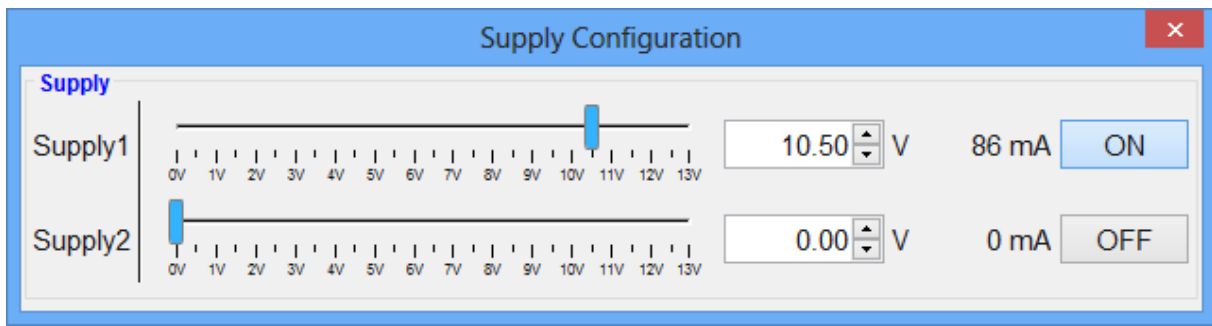 Supply Configuration
Supply
Supply1
0V 1V 2V 3V 4V 5V 6V 7V 8V 9V 10V 11V 12V 13V
10.50 V 86 mA ON
Supply2
0V 1V 2V 3V 4V 5V 6V 7V 8V 9V 10V 11V 12V 13V
0.00 V 0 mA OFF